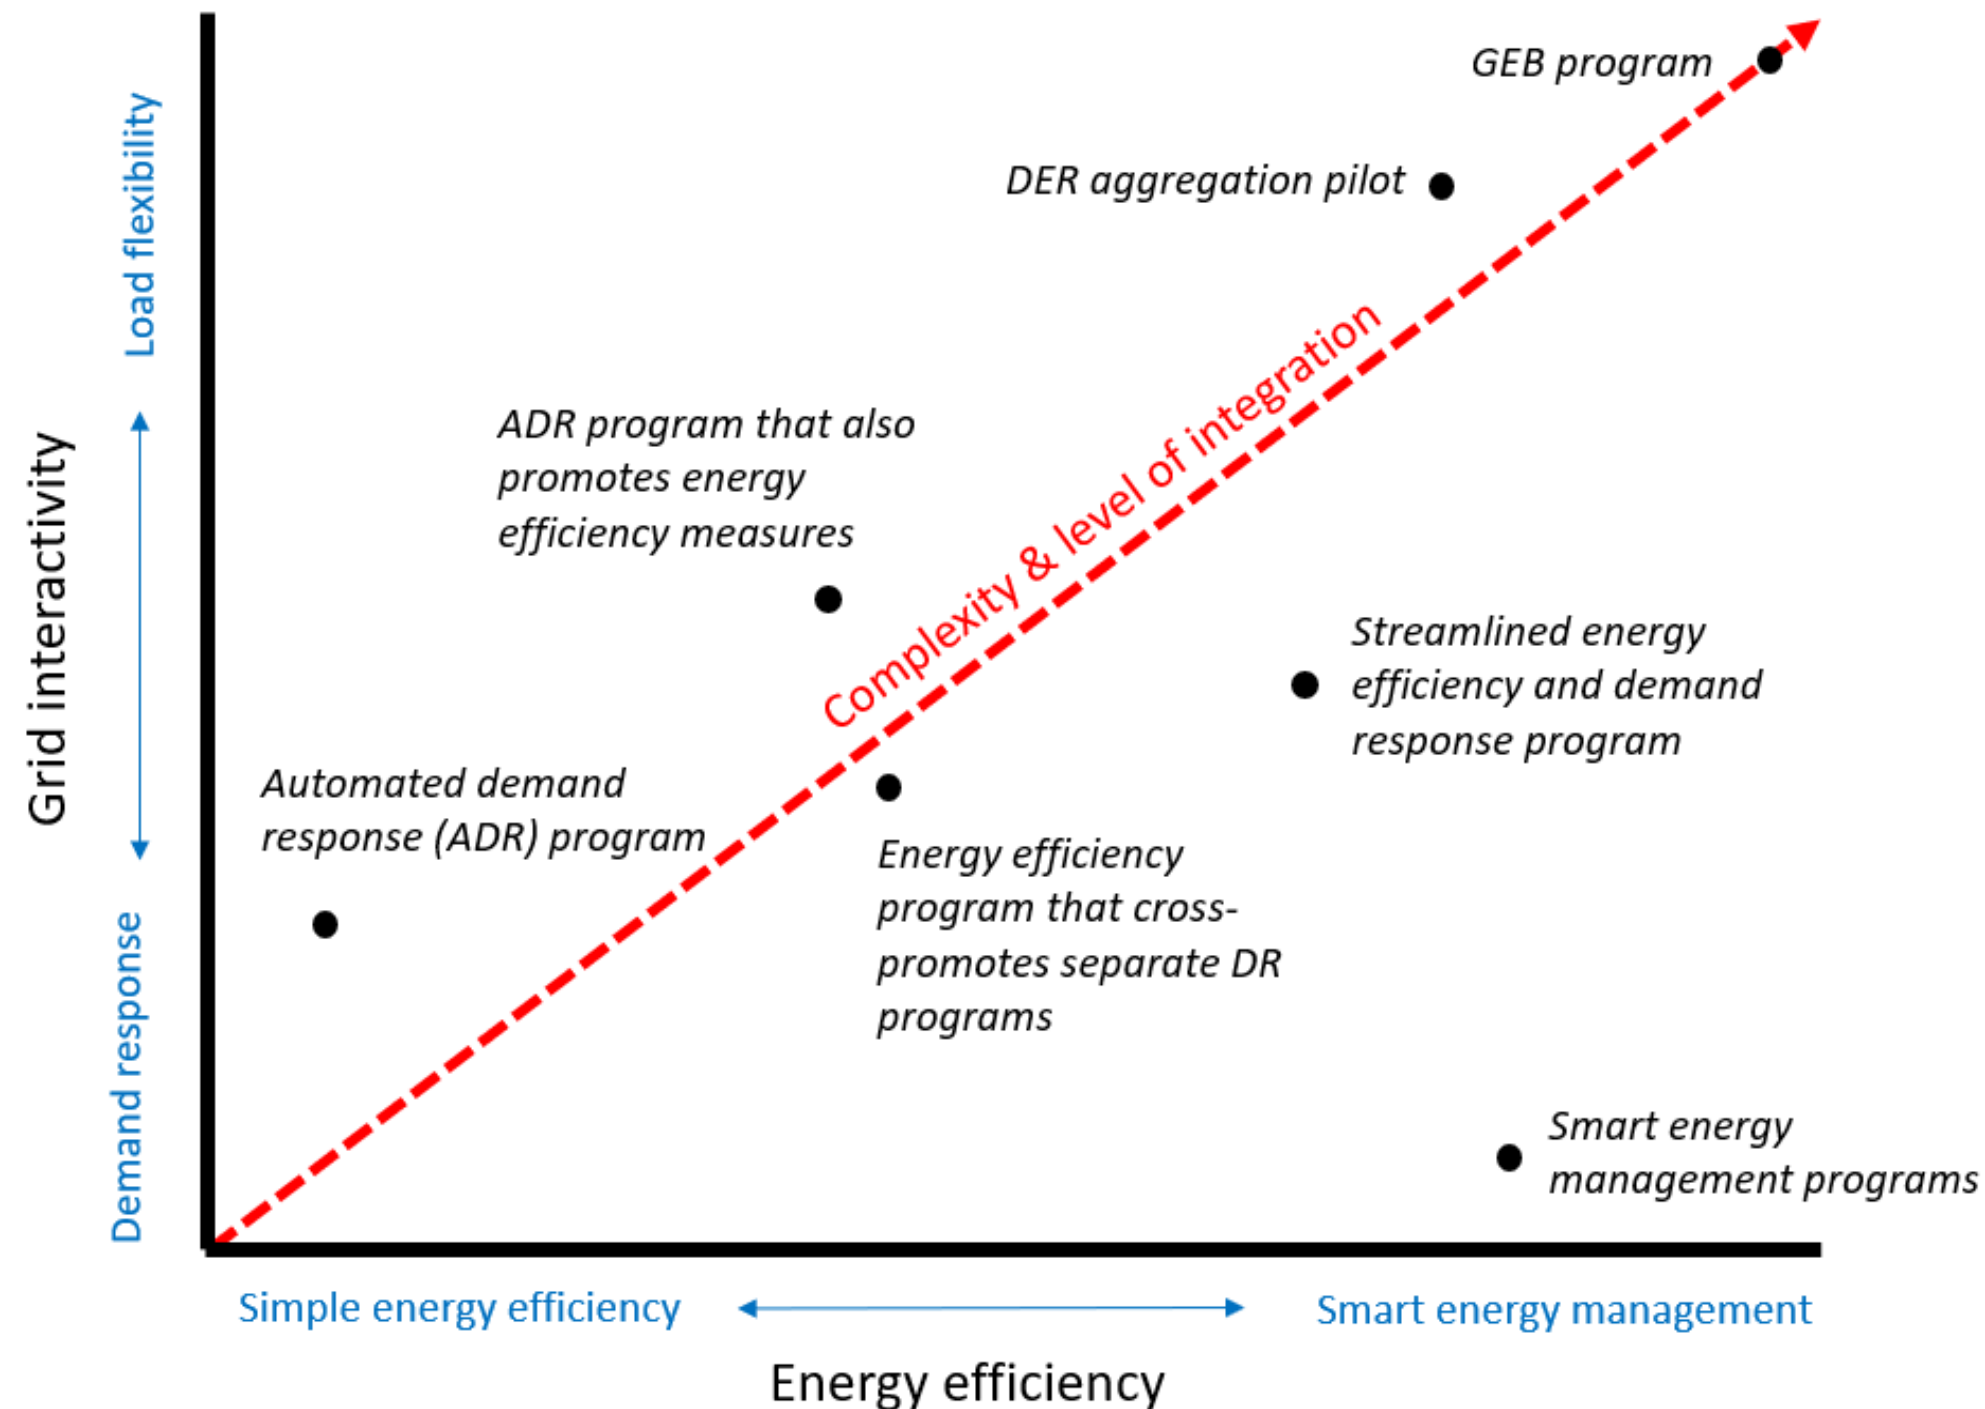 GEB program
DER aggregation pilot
Load flexibility
Grid interactivity
Demand response
ADR program that also
promotes energy
efficiency measures
Complexity & level of integration
Streamlined energy
efficiency and demand
response program
Automated demand
response (ADR) program
Energy efficiency
program that cross-
promotes separate DR
programs
Smart energy
management programs
Simple energy efficiency
Smart energy management
Energy efficiency